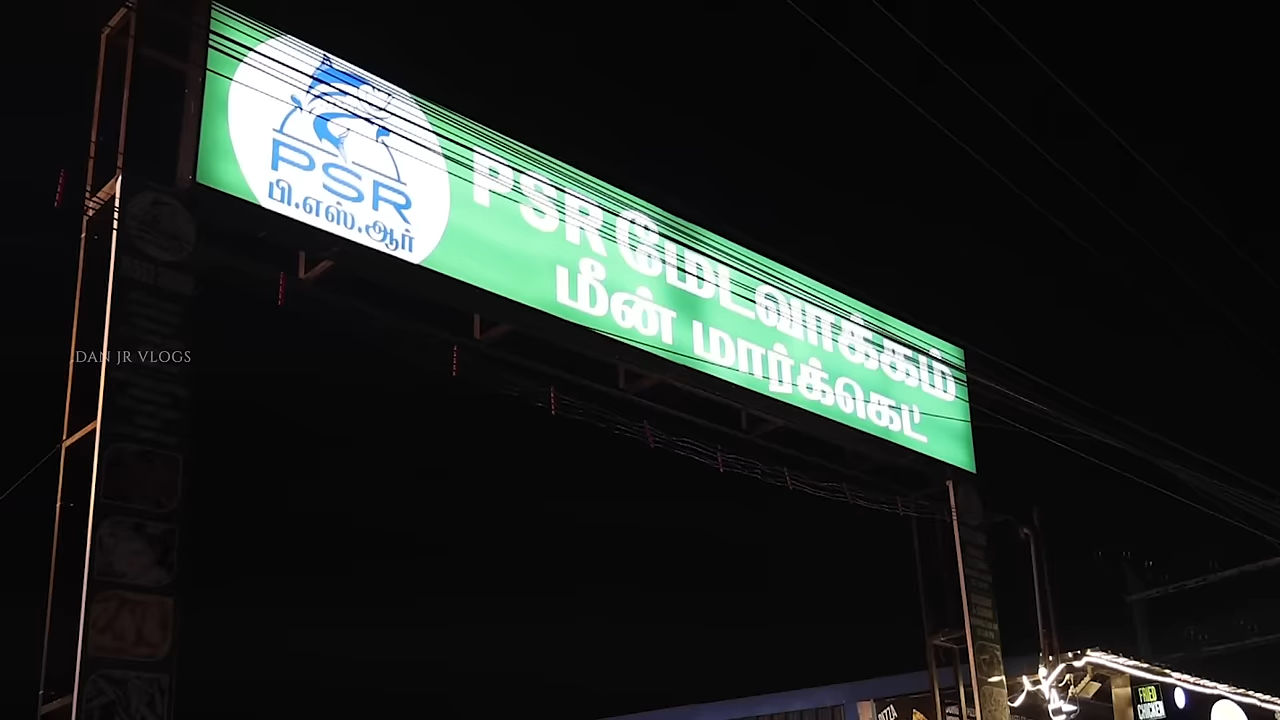 PSR
பி.எஸ்.ஆர்
PSR மேடவாக்கம்
மீன் மார்க்கெட்
DAN JR VLOGS
FRIED
CHICKEN